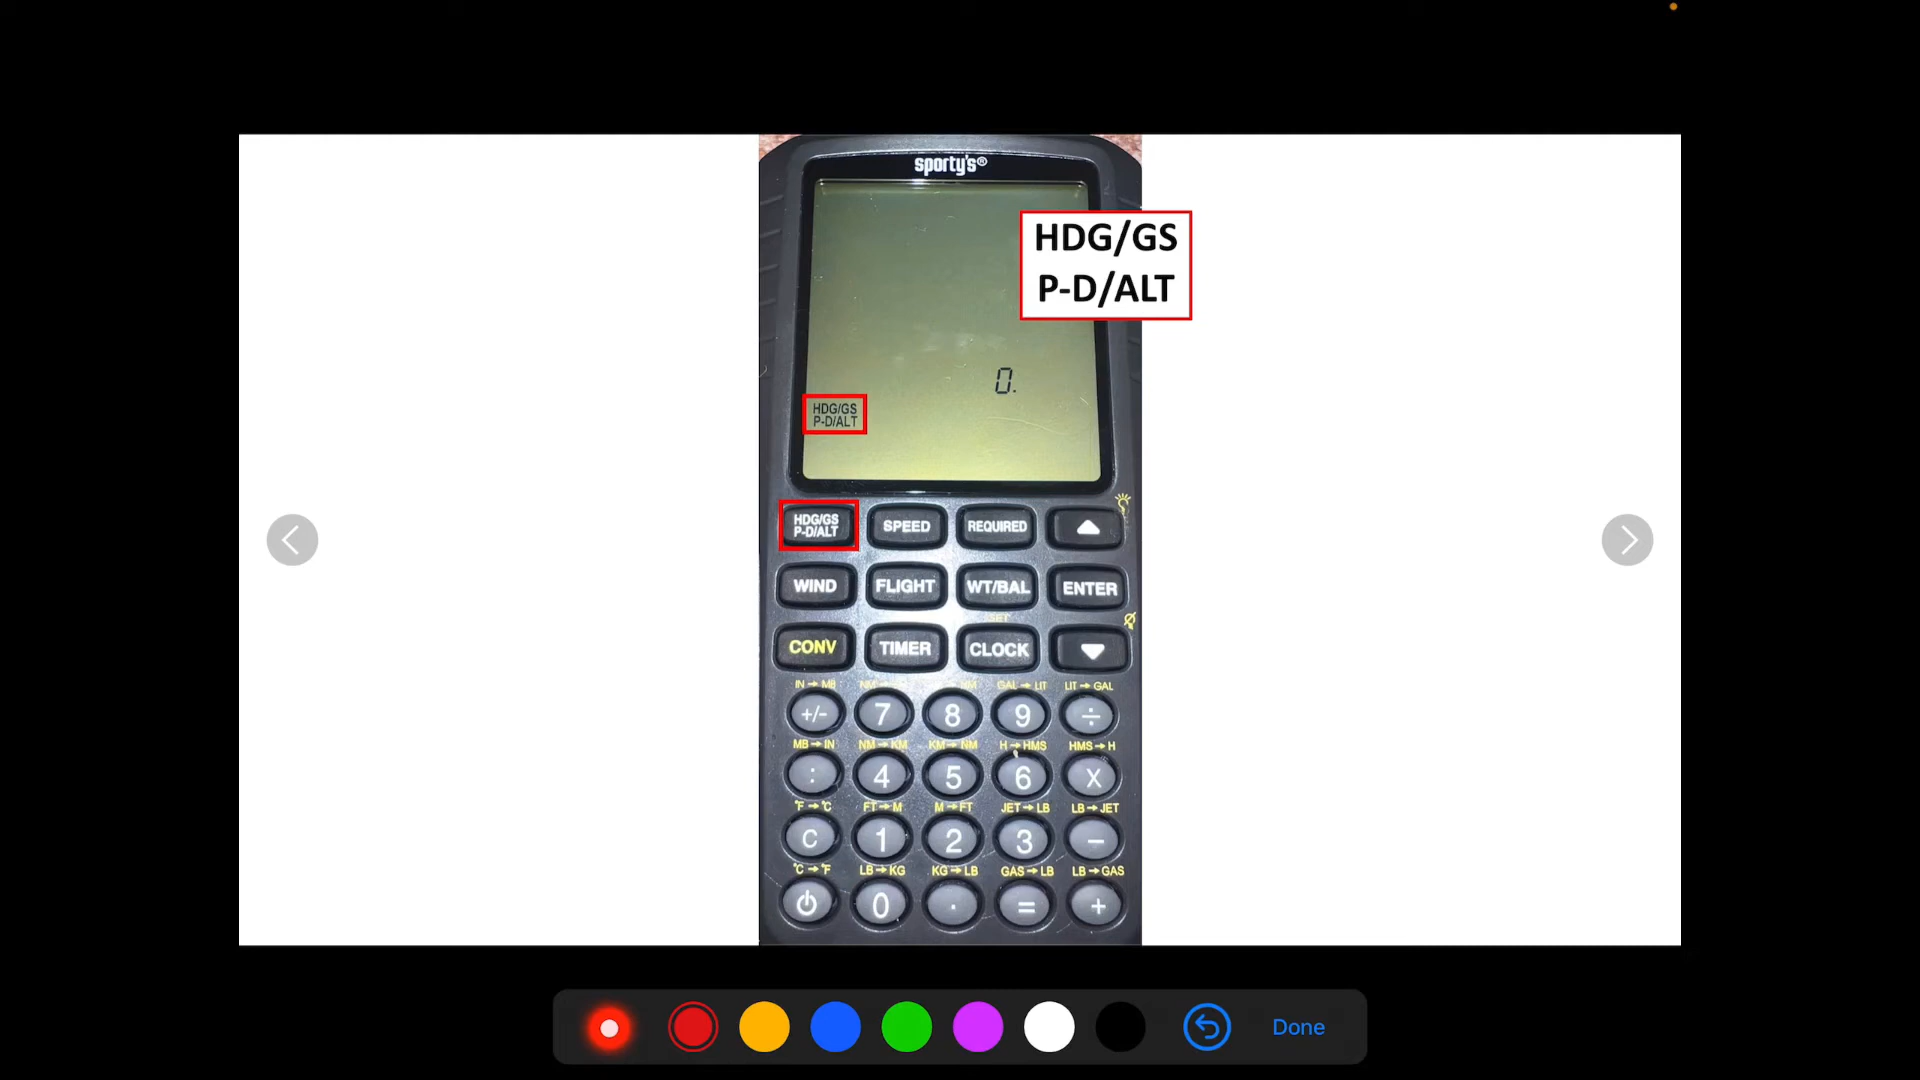 sporty's®
HDG/GS
P-D/ALT
0.
HDG/GS
P-D/ALT
HDG/GS
P-D/ALT
SPEED
REQUIRED
WIND
FLIGHT
WT/BAL
ENTER
SET
CONV
TIMER
CLOCK
IN→MB
NM
NM
GAL→LIT
LIT→GAL
+/-
7
8
9
÷
MB→IN
NM→KM
KM→NM
H→HMS
HMS→H
:
4
5
6
X
°F→°C
FT→M
M→FT
JET→LB
LB→JET
C
1
2
3
−
°C→°F
LB→KG
KG→LB
GAS→LB
LB→GAS
0
.
=
+
Done